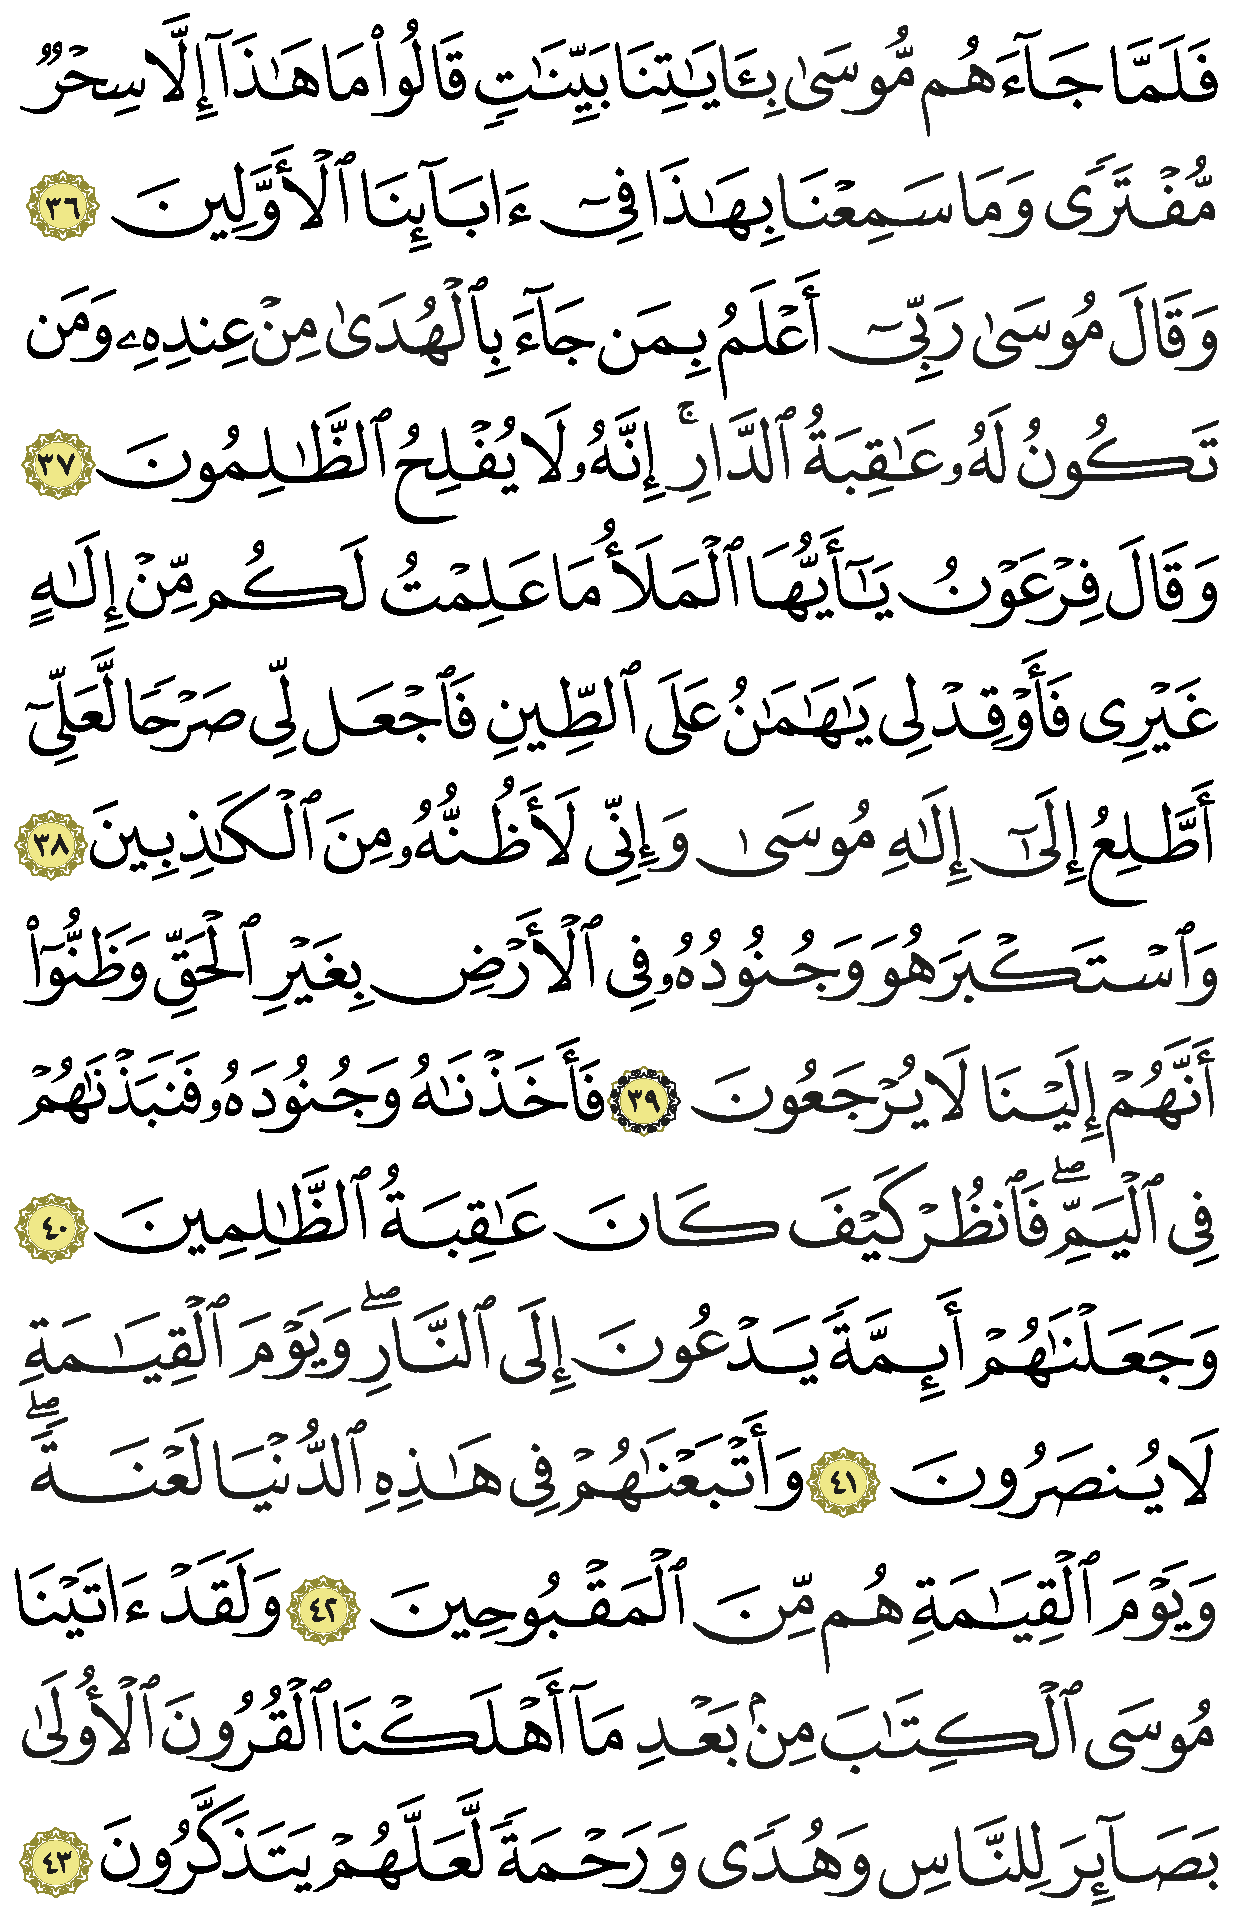 فَلَمَّا جَآءَهُم مُّوسَىٰ بِـَٔايَـٰتِنَا بَيِّنَـٰتٍ قَالُوا۟ مَا هَـٰذَآ إِلَّا سِحْرٌ
مُّفْتَرًى وَمَا سَمِعْنَا بِهَـٰذَا فِىٓ ءَابَآئِنَا ٱلْأَوَّلِينَ ٣٦
وَقَالَ مُوسَىٰ رَبِّىٓ أَعْلَمُ بِمَن جَآءَ بِٱلْهُدَىٰ مِنْ عِندِهِۦ وَمَن
تَكُونُ لَهُۥ عَـٰقِبَةُ ٱلدَّارِ ۚ إِنَّهُۥ لَا يُفْلِحُ ٱلظَّـٰلِمُونَ ٣٧
وَقَالَ فِرْعَوْنُ يَـٰٓأَيُّهَا ٱلْمَلَأُ مَا عَلِمْتُ لَكُم مِّنْ إِلَـٰهٍ
غَيْرِى فَأَوْقِدْ لِى يَـٰهَـٰمَـٰنُ عَلَى ٱلطِّينِ فَٱجْعَل لِّى صَرْحًا لَّعَلِّىٓ
أَطَّلِعُ إِلَىٰٓ إِلَـٰهِ مُوسَىٰ وَإِنِّى لَأَظُنُّهُۥ مِنَ ٱلْكَـٰذِبِينَ ٣٨
وَٱسْتَكْبَرَ هُوَ وَجُنُودُهُۥ فِى ٱلْأَرْضِ بِغَيْرِ ٱلْحَقِّ وَظَنُّوٓا۟
أَنَّهُمْ إِلَيْنَا لَا يُرْجَعُونَ ٣٩ فَأَخَذْنَـٰهُ وَجُنُودَهُۥ فَنَبَذْنَـٰهُمْ
فِى ٱلْيَمِّ ۖ فَٱنظُرْ كَيْفَ كَانَ عَـٰقِبَةُ ٱلظَّـٰلِمِينَ ٤٠
وَجَعَلْنَـٰهُمْ أَئِمَّةً يَدْعُونَ إِلَى ٱلنَّارِ ۖ وَيَوْمَ ٱلْقِيَـٰمَةِ
لَا يُنصَرُونَ ٤١ وَأَتْبَعْنَـٰهُمْ فِى هَـٰذِهِ ٱلدُّنْيَا لَعْنَةً ۖ
وَيَوْمَ ٱلْقِيَـٰمَةِ هُم مِّنَ ٱلْمَقْبُوحِينَ ٤٢ وَلَقَدْ ءَاتَيْنَا
مُوسَى ٱلْكِتَـٰبَ مِنۢ بَعْدِ مَآ أَهْلَكْنَا ٱلْقُرُونَ ٱلْأُولَىٰ
بَصَآئِرَ لِلنَّاسِ وَهُدًى وَرَحْمَةً لَّعَلَّهُمْ يَتَذَكَّرُونَ ٤٣